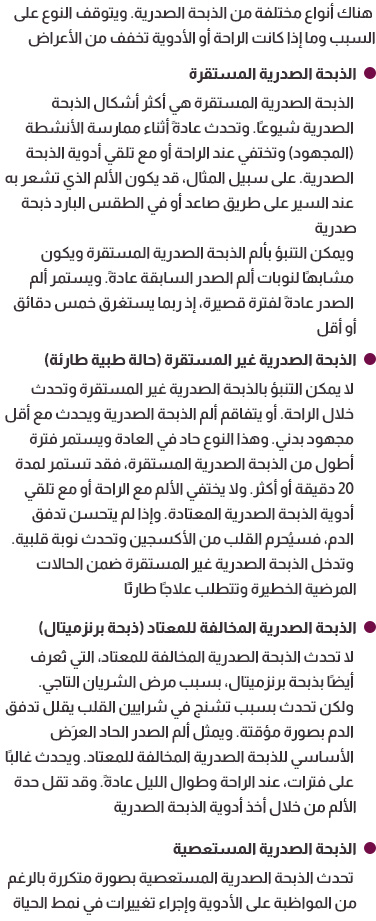 هناك أنواع مختلفة من الذبحة الصدرية. ويتوقف النوع على
السبب وما إذا كانت الراحة أو الأدوية تخفف من الأعراض
الذبحة الصدرية المستقرة
الذبحة الصدرية المستقرة هي أكثر أشكال الذبحة
الصدرية شيوعًا. وتحدث عادةً أثناء ممارسة الأنشطة
(المجهود) وتختفي عند الراحة أو مع تلقي أدوية الذبحة
الصدرية. على سبيل المثال، قد يكون الألم الذي تشعر به
عند السير على طريق صاعد أو في الطقس البارد ذبحة
صدرية
ويمكن التنبؤ بألم الذبحة الصدرية المستقرة ويكون
مشابهًا لنوبات ألم الصدر السابقة عادةً. ويستمر ألم
الصدر عادةً لفترة قصيرة، إذ ربما يستغرق خمس دقائق
أو أقل
الذبحة الصدرية غير المستقرة (حالة طبية طارئة)
لا يمكن التنبؤ بالذبحة الصدرية غير المستقرة وتحدث
خلال الراحة. أو يتفاقم ألم الذبحة الصدرية ويحدث مع أقل
مجهود بدني. وهذا النوع حاد في العادة ويستمر فترة
أطول من الذبحة الصدرية المستقرة، فقد تستمر لمدة
20 دقيقة أو أكثر. ولا يختفي الألم مع الراحة أو مع تلقي
أدوية الذبحة الصدرية المعتادة. وإذا لم يتحسن تدفق
الدم، فسيُحرم القلب من الأكسجين وتحدث نوبة قلبية.
وتدخل الذبحة الصدرية غير المستقرة ضمن الحالات
المرضية الخطيرة وتتطلب علاجًا طارئًا
الذبحة الصدرية المخالفة للمعتاد (ذبحة برنزميتال)
لا تحدث الذبحة الصدرية المخالفة للمعتاد، التي تُعرف
أيضًا بذبحة برنزميتال، بسبب مرض الشريان التاجي.
ولكن تحدث بسبب تشنج في شرايين القلب يقلل تدفق
الدم بصورة مؤقتة. ويمثل ألم الصدر الحاد العرَض
الأساسي للذبحة الصدرية المخالفة للمعتاد. ويحدث غالبًا
على فترات، عند الراحة وطوال الليل عادةً. وقد تقل حدة
الألم من خلال أخذ أدوية الذبحة الصدرية
الذبحة الصدرية المستعصية
تحدث الذبحة الصدرية المستعصية بصورة متكررة بالرغم
من المواظبة على الأدوية وإجراء تغييرات في نمط الحياة